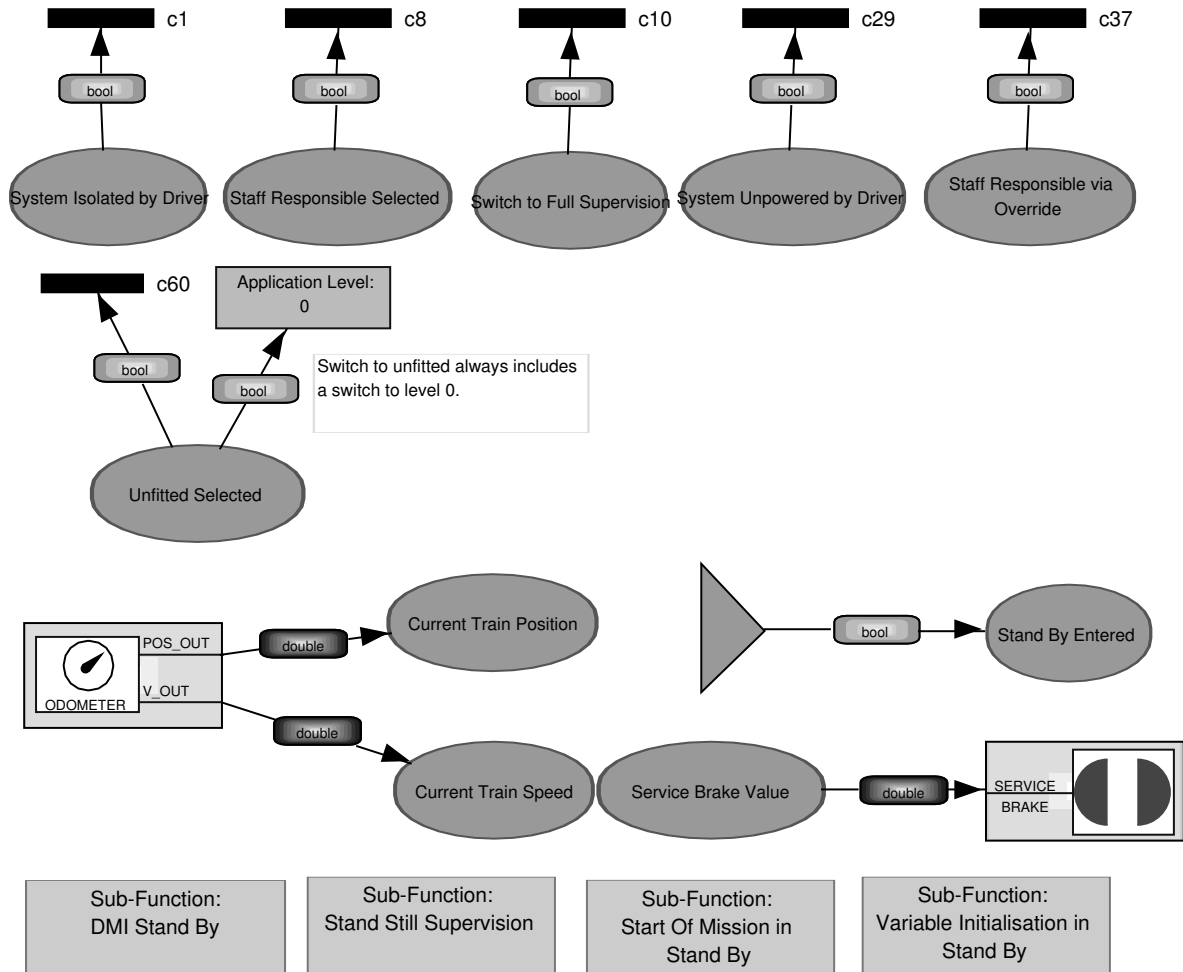 c1
c8
c10
c29
c37
bool
bool
bool
bool
bool
System Isolated by Driver
Staff Responsible Selected
Switch to Full Supervision
System Unpowered by Driver
Staff Responsible via
Override
c60
Application Level:
0
bool
bool
Switch to unfitted always includes
a switch to level 0.
Unfitted Selected
POS_OUT
V_OUT
ODOMETER
double
Current Train Position
bool
Stand By Entered
double
Current Train Speed
Service Brake Value
double
SERVICE
BRAKE
Sub-Function:
DMI Stand By
Sub-Function:
Stand Still Supervision
Sub-Function:
Start Of Mission in
Stand By
Sub-Function:
Variable Initialisation in
Stand By